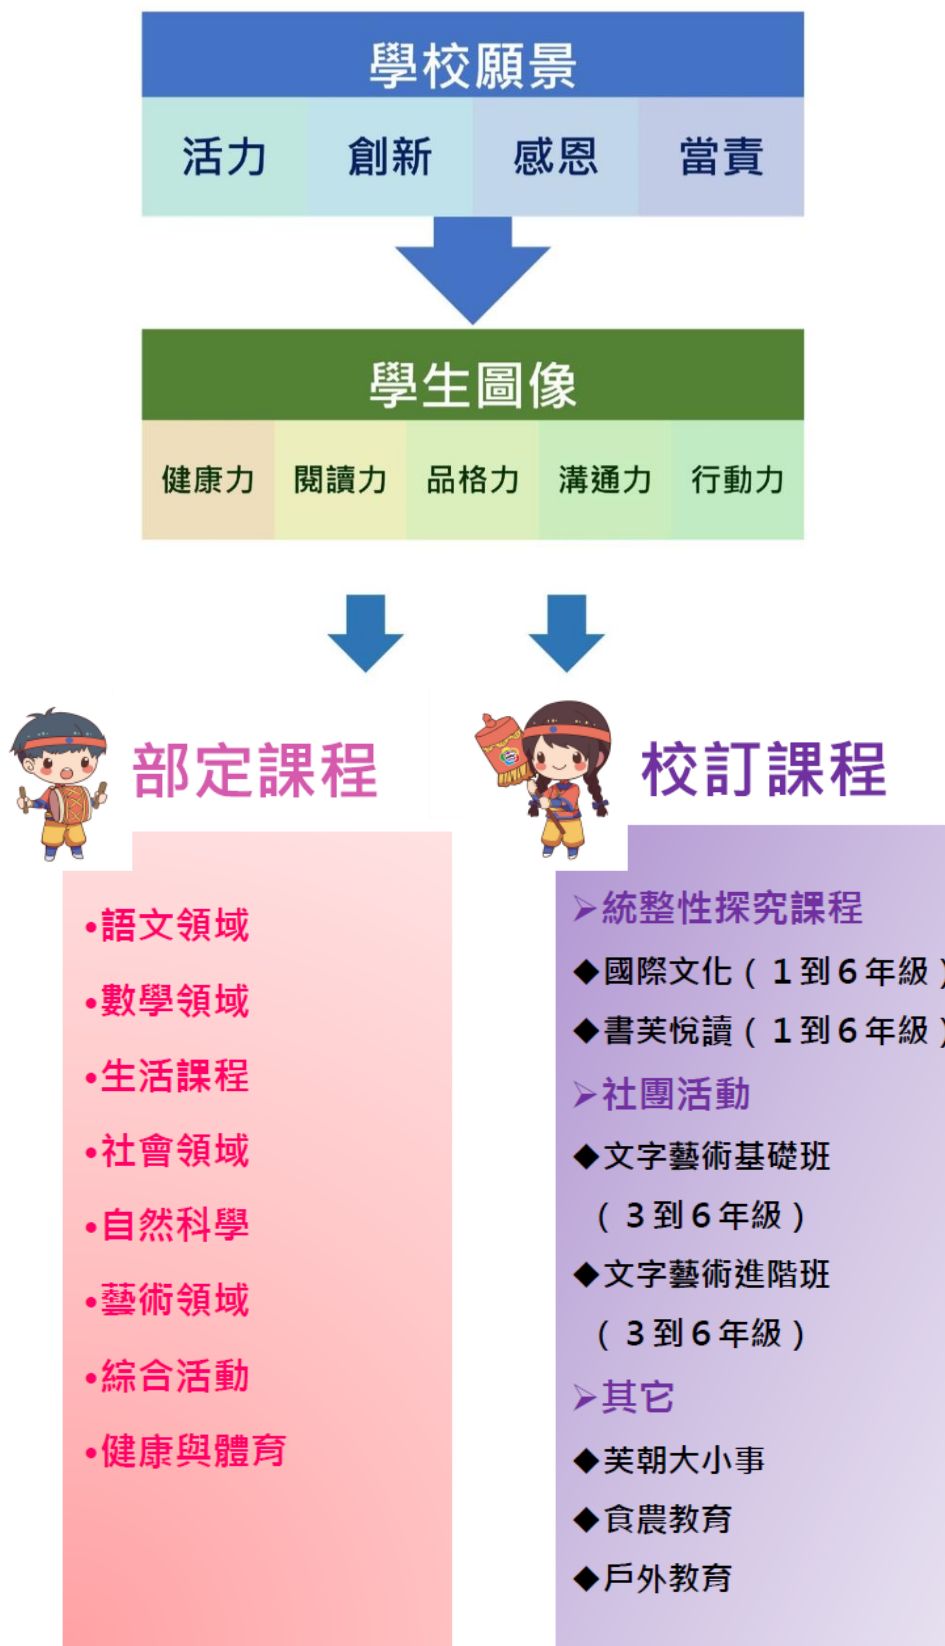 學校願景
活力 創新 感恩 當責
學生圖像
健康力 閱讀力 品格力 溝通力 行動力
部定課程
•語文領域
•數學領域
•生活課程
•社會領域
•自然科學
•藝術領域
•綜合活動
•健康與體育
校訂課程
➢統整性探究課程
◆國際文化(1到6年級)
◆書芙悅讀(1到6年級)
➢社團活動
◆文字藝術基礎班
(3到6年級)
◆文字藝術進階班
(3到6年級)
➢其它
◆芙朝大小事
◆食農教育
◆戶外教育